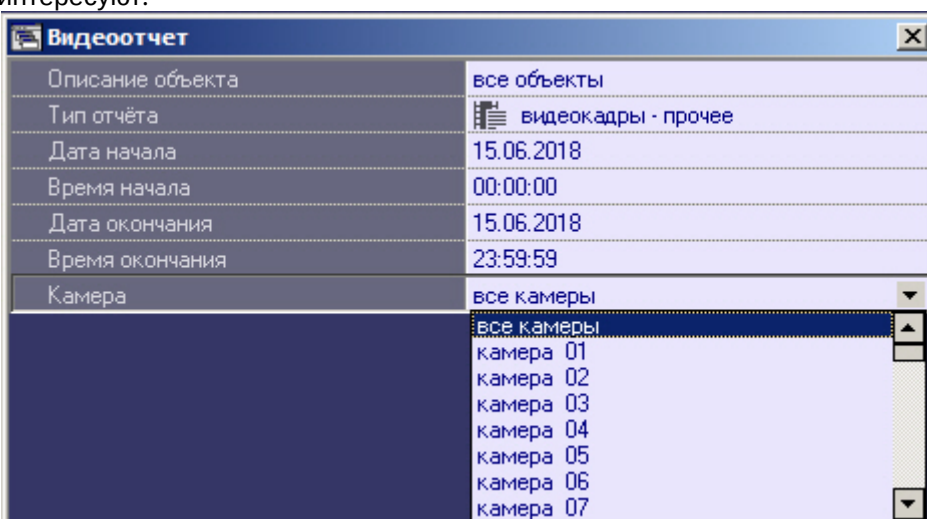 интересуют:
Видеоотчет
Описание объекта все объекты
Тип отчёта видеокадры - прочее
Дата начала 15.06.2018
Время начала 00:00:00
Дата окончания 15.06.2018
Время окончания 23:59:59
Камера все камеры
все камеры
камера 01
камера 02
камера 03
камера 04
камера 05
камера 06
камера 07